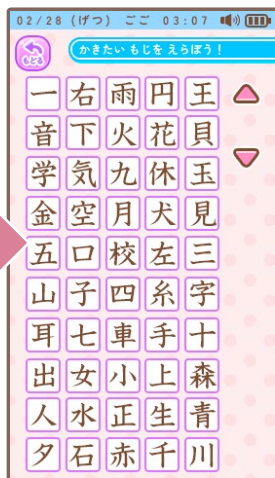 02/28 (げつ) ごご 03:07
もどる
かきたい もじを えらぼう！
一 右 雨 円 王
音 下 火 花 貝
学 気 九 休 玉
金 空 月 犬 見
五 口 校 左 三
山 子 四 糸 字
耳 七 車 手 十
出 女 小 上 森
人 水 正 生 青
夕 石 赤 千 川